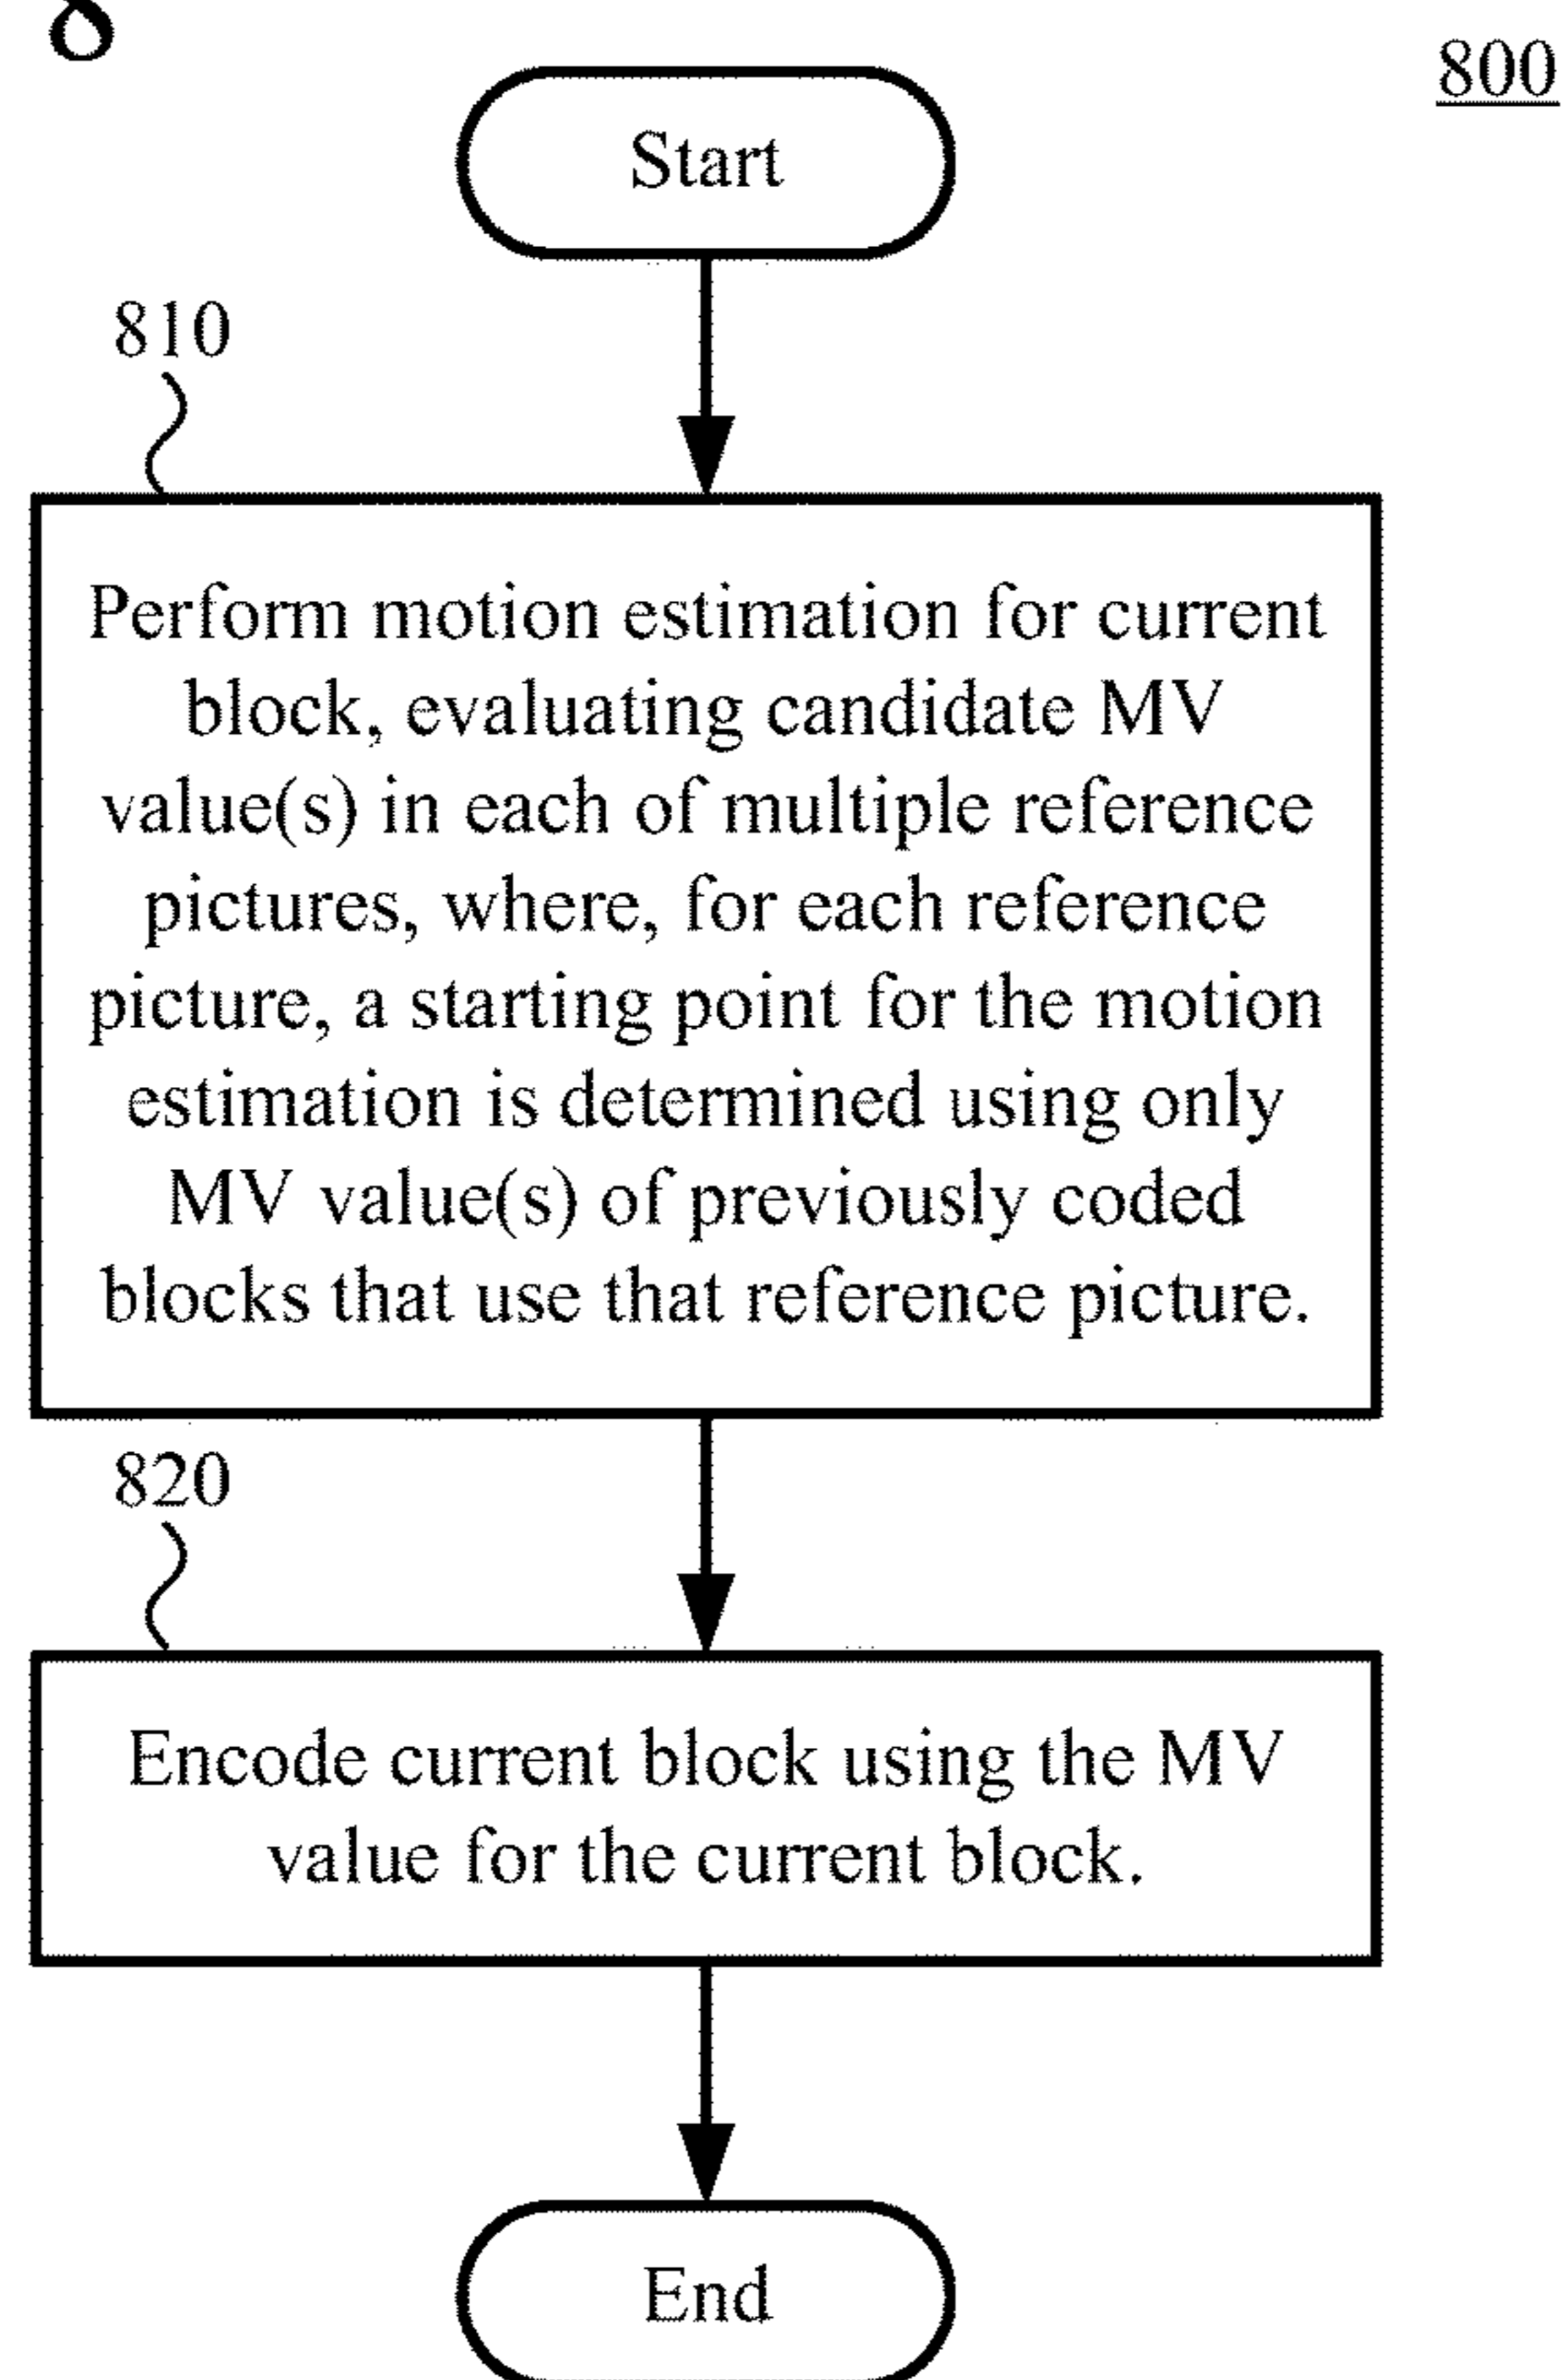 8
800
Start
810
Perform motion estimation for current
block, evaluating candidate MV
value(s) in each of multiple reference
pictures, where, for each reference
picture, a starting point for the motion
estimation is determined using only
MV value(s) of previously coded
blocks that use that reference picture.
820
Encode current block using the MV
value for the current block.
End